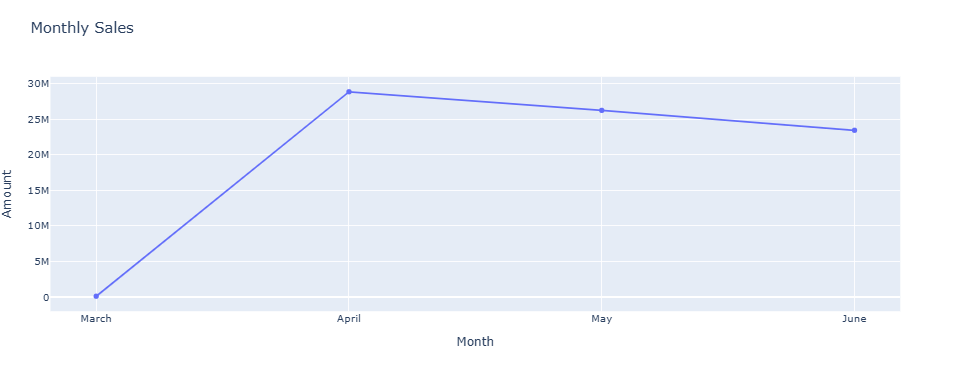 Monthly Sales
30M
25M
20M
15M
10M
5M
0
Amount
March April May June
Month